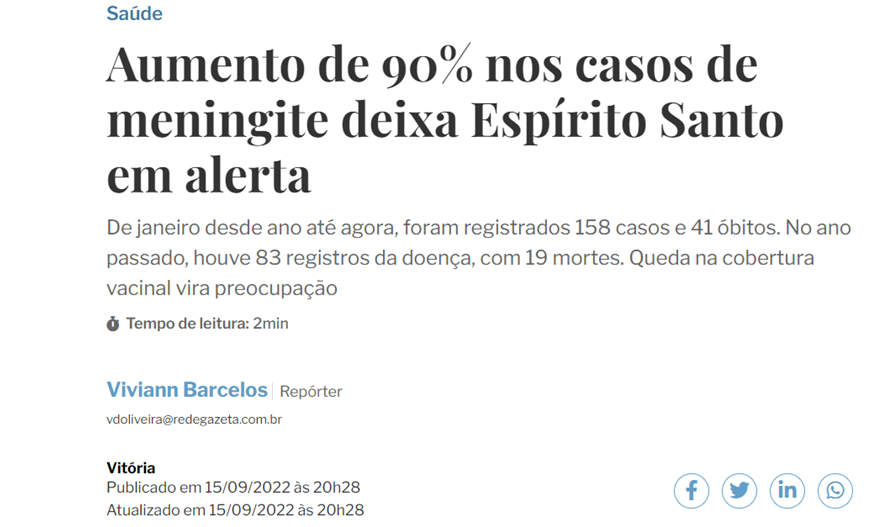 Saúde
Aumento de 90% nos casos de
meningite deixa Espírito Santo
em alerta
De janeiro desde ano até agora, foram registrados 158 casos e 41 óbitos. No ano
passado, houve 83 registros da doença, com 19 mortes. Queda na cobertura
vacinal vira preocupação
Tempo de leitura: 2min
Viviann Barcelos | Repórter
vdoliveira@redegazeta.com.br
Vitória
Publicado em 15/09/2022 às 20h28
Atualizado em 15/09/2022 às 20h28